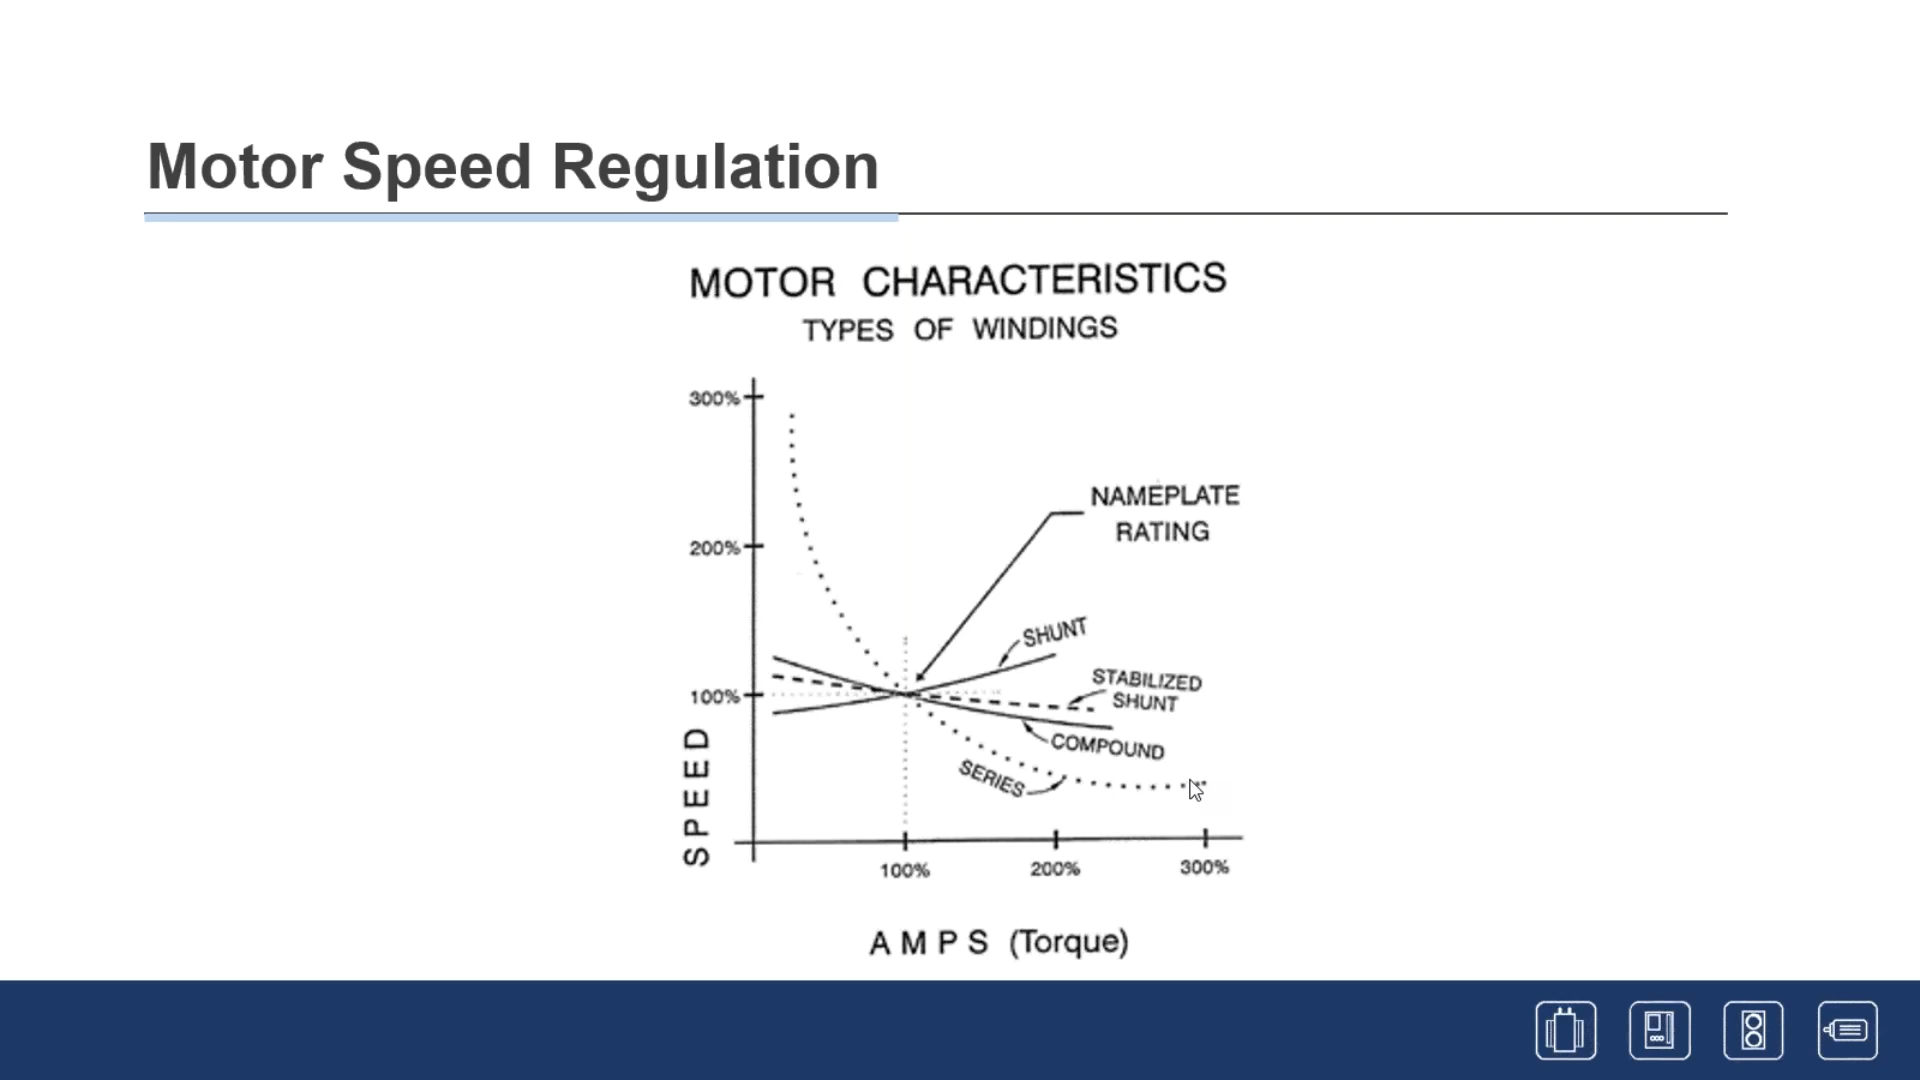 Motor Speed Regulation
MOTOR CHARACTERISTICS
TYPES OF WINDINGS
300%
NAMEPLATE
RATING
200%
SHUNT
STABILIZED
SHUNT
100%
COMPOUND
SERIES
SPEED
100%
200%
300%
AMPS (Torque)